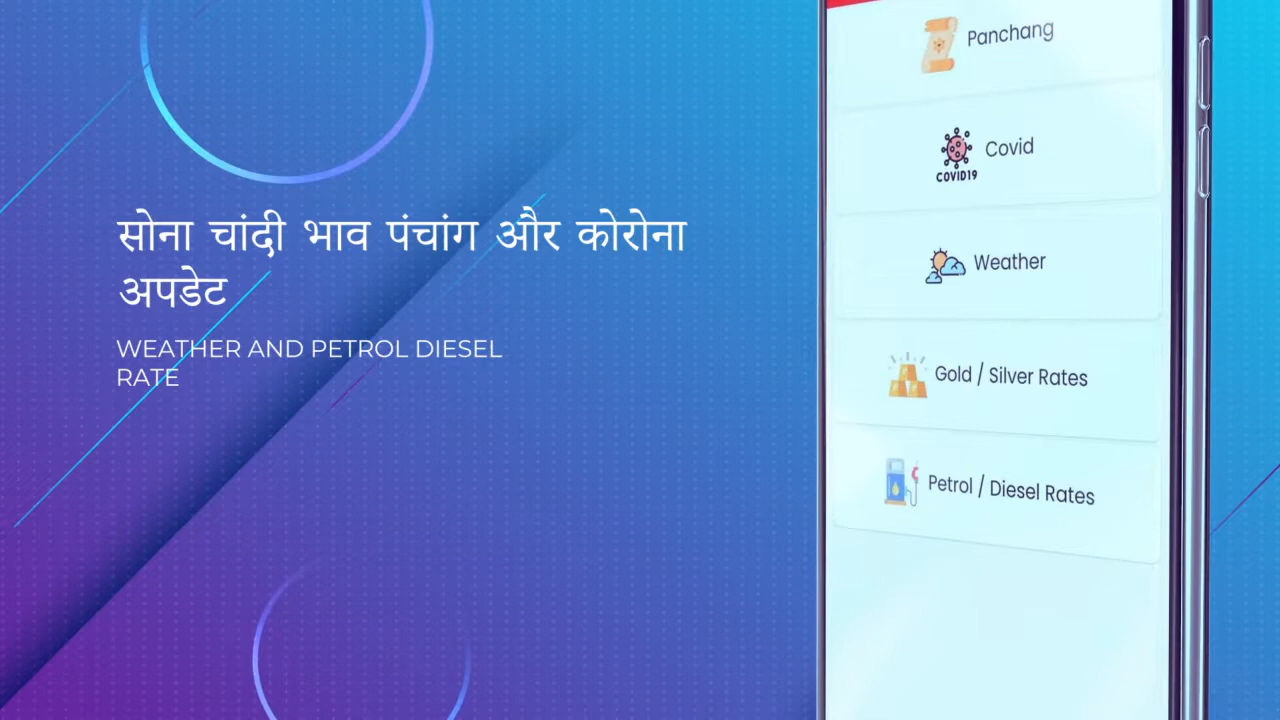 सोना चांदी भाव पंचांग और कोरोना
अपडेट
WEATHER AND PETROL DIESEL
RATE
Panchang
Covid
COVID19
Weather
Gold / Silver Rates
Petrol / Diesel Rates